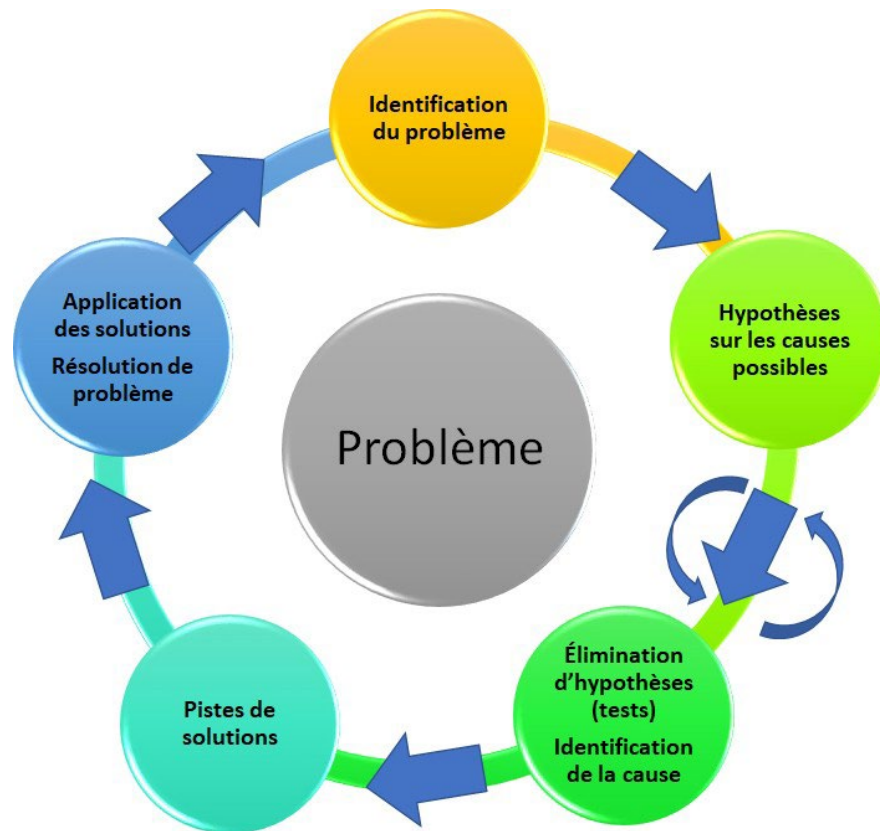 Identification
du problème
Hypothèses
sur les causes
possibles
Élimination
d’hypothèses
(tests)
Identification
de la cause
Pistes de
solutions
Application
des solutions
Résolution de
problème
Problème